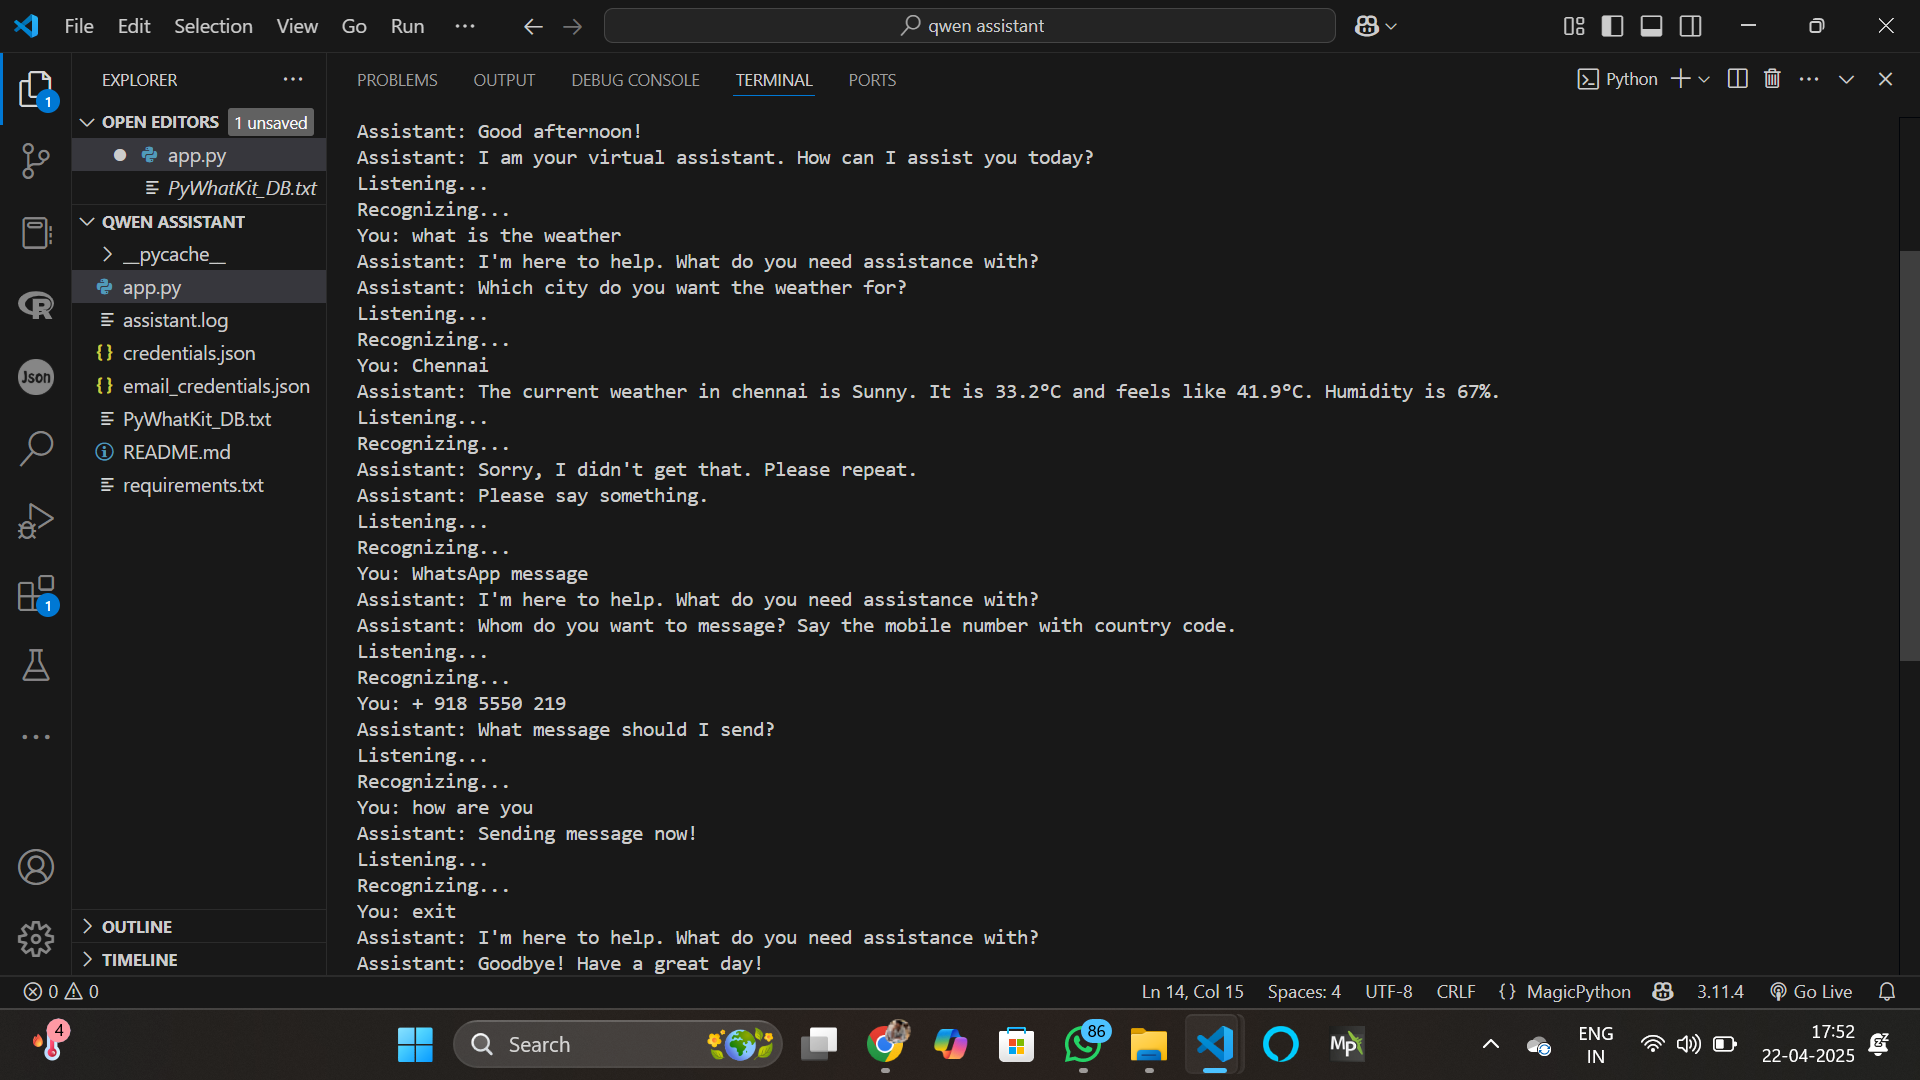 File Edit Selection View Go Run ...
qwen assistant
EXPLORER ...
OPEN EDITORS 1 unsaved
app.py
PyWhatKit_DB.txt
QWEN ASSISTANT
__pycache__
app.py
assistant.log
{} credentials.json
{} email_credentials.json
PyWhatKit_DB.txt
README.md
requirements.txt
OUTLINE
TIMELINE
1
Json
1
PROBLEMS OUTPUT DEBUG CONSOLE TERMINAL PORTS
Python
Assistant: Good afternoon!
Assistant: I am your virtual assistant. How can I assist you today?
Listening...
Recognizing...
You: what is the weather
Assistant: I'm here to help. What do you need assistance with?
Assistant: Which city do you want the weather for?
Listening...
Recognizing...
You: Chennai
Assistant: The current weather in chennai is Sunny. It is 33.2°C and feels like 41.9°C. Humidity is 67%.
Listening...
Recognizing...
Assistant: Sorry, I didn't get that. Please repeat.
Assistant: Please say something.
Listening...
Recognizing...
You: WhatsApp message
Assistant: I'm here to help. What do you need assistance with?
Assistant: Whom do you want to message? Say the mobile number with country code.
Listening...
Recognizing...
You: + 918 5550 219
Assistant: What message should I send?
Listening...
Recognizing...
You: how are you
Assistant: Sending message now!
Listening...
Recognizing...
You: exit
Assistant: I'm here to help. What do you need assistance with?
Assistant: Goodbye! Have a great day!
0 0
Ln 14, Col 15 Spaces: 4 UTF-8 CRLF {} MagicPython 3.11.4 Go Live
4
Search
86
Mp
ENG
IN
17:52
22-04-2025